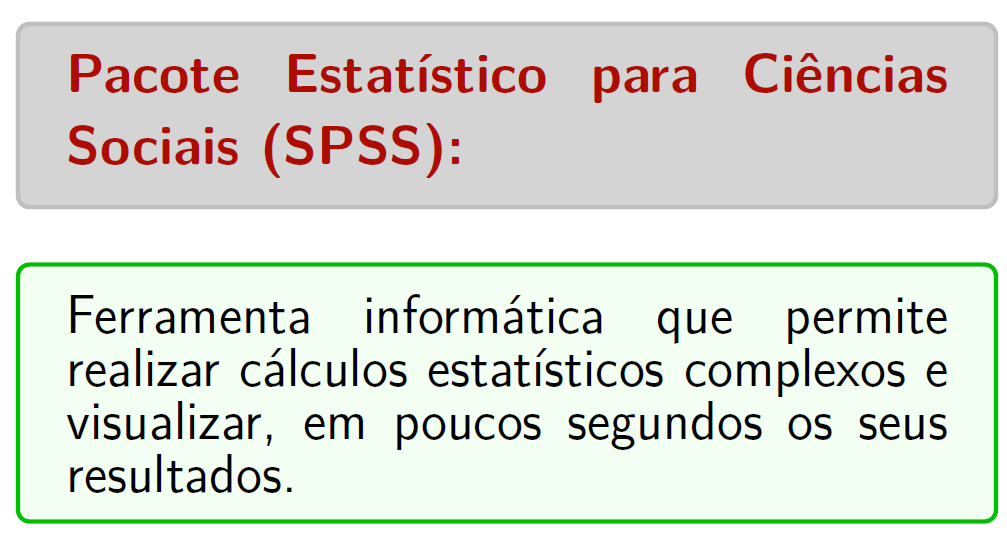 Pacote Estatístico para Ciências
Sociais (SPSS):
Ferramenta informática que permite
realizar cálculos estatísticos complexos e
visualizar, em poucos segundos os seus
resultados.